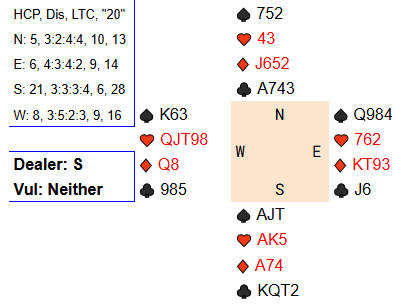 HCP, Dis, LTC, "20"
N: 5, 3:2:4:4, 10, 13
E: 6, 4:3:4:2, 9, 14
S: 21, 3:3:3:4, 6, 28
W: 8, 3:5:2:3, 9, 16
Dealer: S
Vul: Neither
♠ 752
♥ 43
♦ J652
♣ A743
♠ K63
♥ QJT98
♦ Q8
♣ 985
N
W E
S
♠ Q984
♥ 762
♦ KT93
♣ J6
♠ AJT
♥ AK5
♦ A74
♣ KQT2